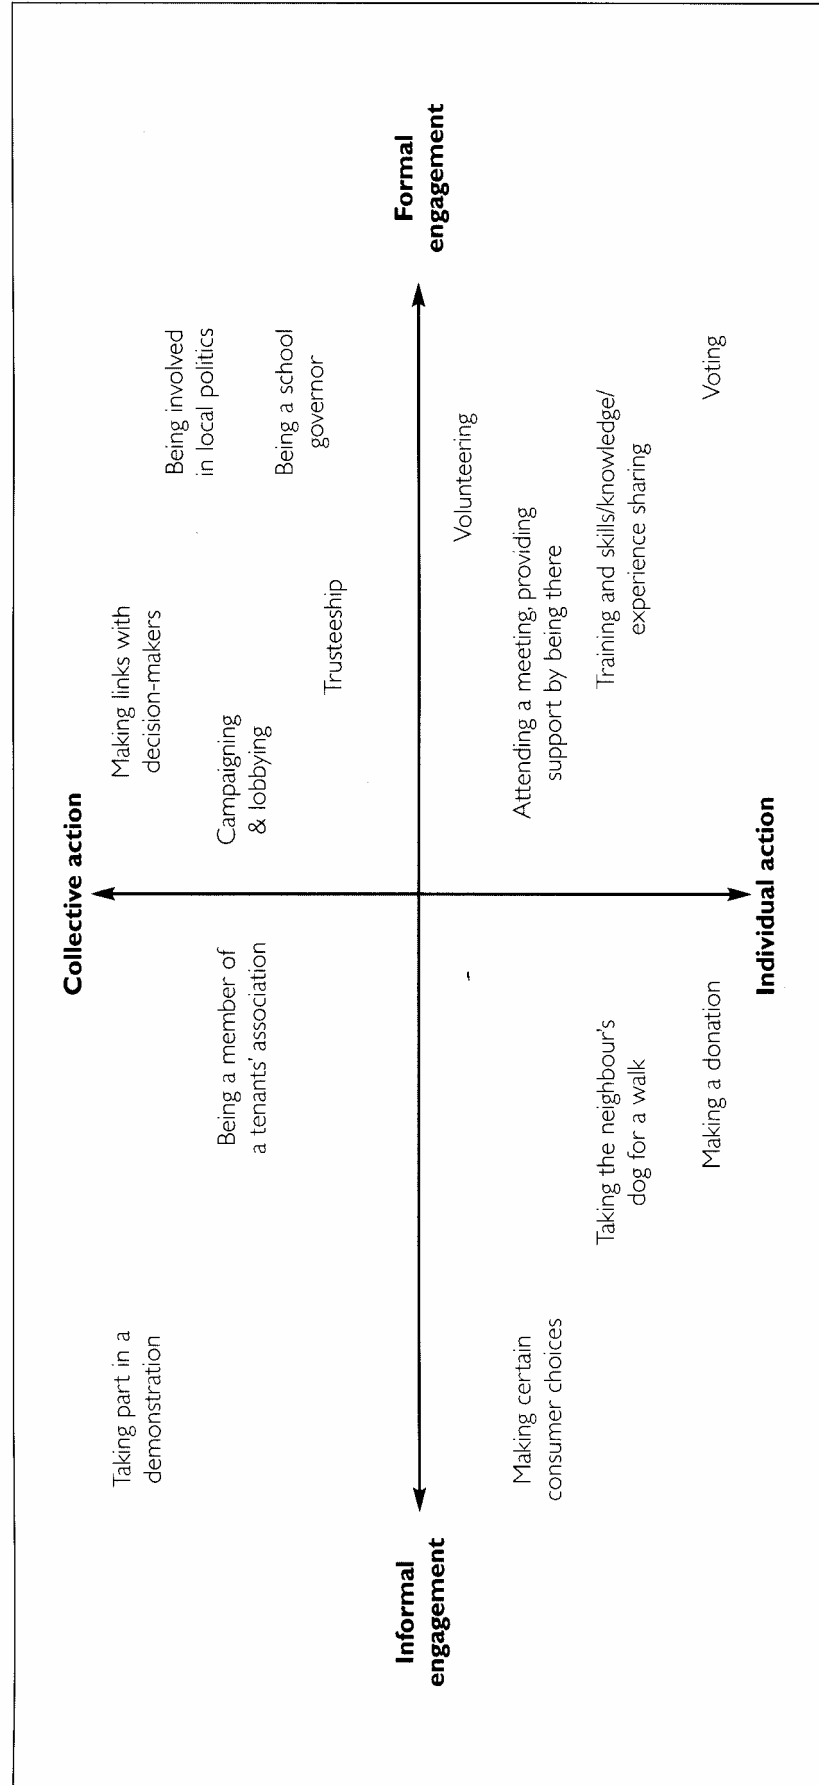 Collective action
Taking part in a
demonstration
Making links with
decision-makers
Being involved
in local politics
Being a member of
a tenants' association
Campaigning
& lobbying
Being a school
governor
Trusteeship
Informal
engagement
Formal
engagement
Volunteering
Making certain
consumer choices
Attending a meeting, providing
support by being there
Taking the neighbour's
dog for a walk
Training and skills/knowledge/
experience sharing
Making a donation
Voting
Individual action